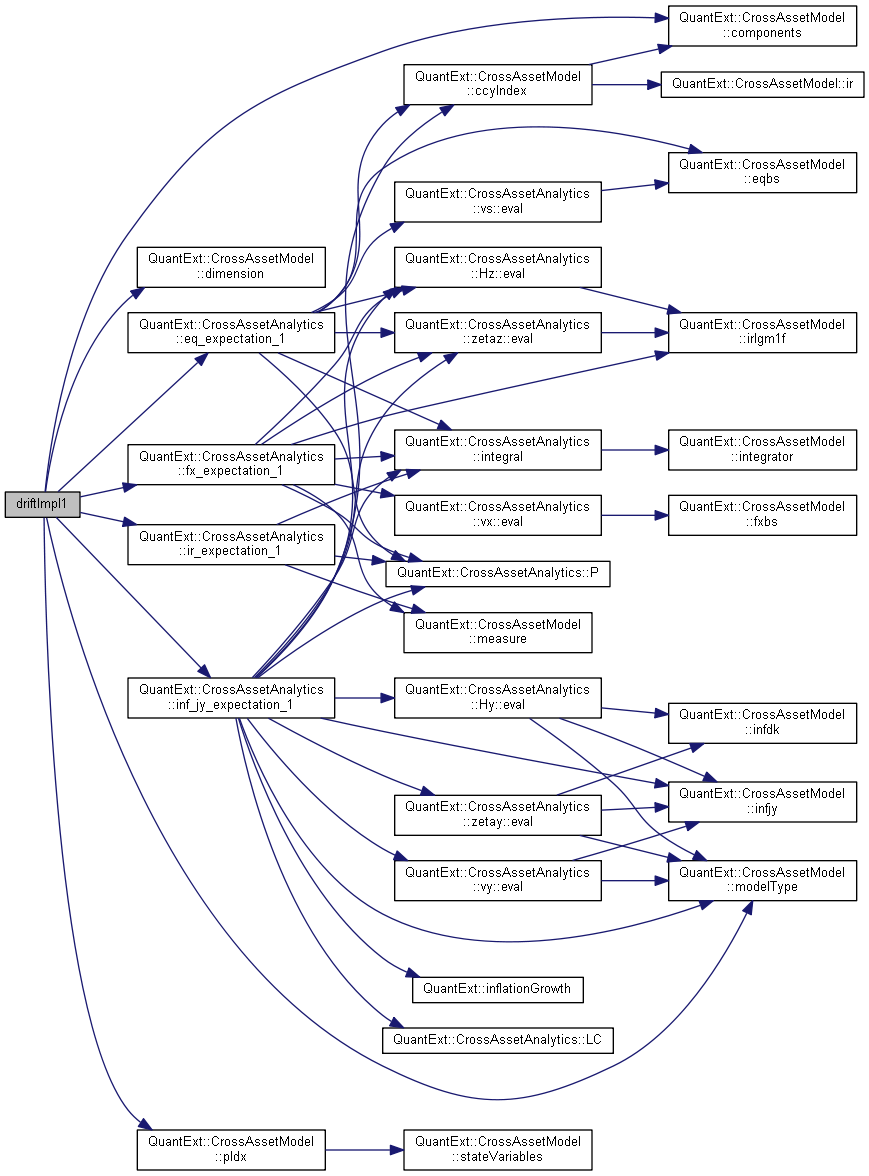 QuantExt::CrossAssetModel
::components
QuantExt::CrossAssetModel
::ccyIndex
QuantExt::CrossAssetModel::ir
QuantExt::CrossAssetModel
::eqbs
QuantExt::CrossAssetAnalytics
::vs::eval
QuantExt::CrossAssetModel
::dimension
QuantExt::CrossAssetAnalytics
::Hz::eval
QuantExt::CrossAssetAnalytics
::eq_expectation_1
QuantExt::CrossAssetAnalytics
::zetaz::eval
QuantExt::CrossAssetModel
::irlgm1f
QuantExt::CrossAssetAnalytics
::fx_expectation_1
QuantExt::CrossAssetAnalytics
::integral
QuantExt::CrossAssetModel
::integrator
driftImpl1
QuantExt::CrossAssetAnalytics
::vx::eval
QuantExt::CrossAssetModel
::fxbs
QuantExt::CrossAssetAnalytics
::ir_expectation_1
QuantExt::CrossAssetAnalytics::P
QuantExt::CrossAssetModel
::measure
QuantExt::CrossAssetAnalytics
::inf_jy_expectation_1
QuantExt::CrossAssetAnalytics
::Hy::eval
QuantExt::CrossAssetModel
::infdk
QuantExt::CrossAssetAnalytics
::zetay::eval
QuantExt::CrossAssetModel
::infjy
QuantExt::CrossAssetAnalytics
::vy::eval
QuantExt::CrossAssetModel
::modelType
QuantExt::inflationGrowth
QuantExt::CrossAssetAnalytics::LC
QuantExt::CrossAssetModel
::pIdx
QuantExt::CrossAssetModel
::stateVariables